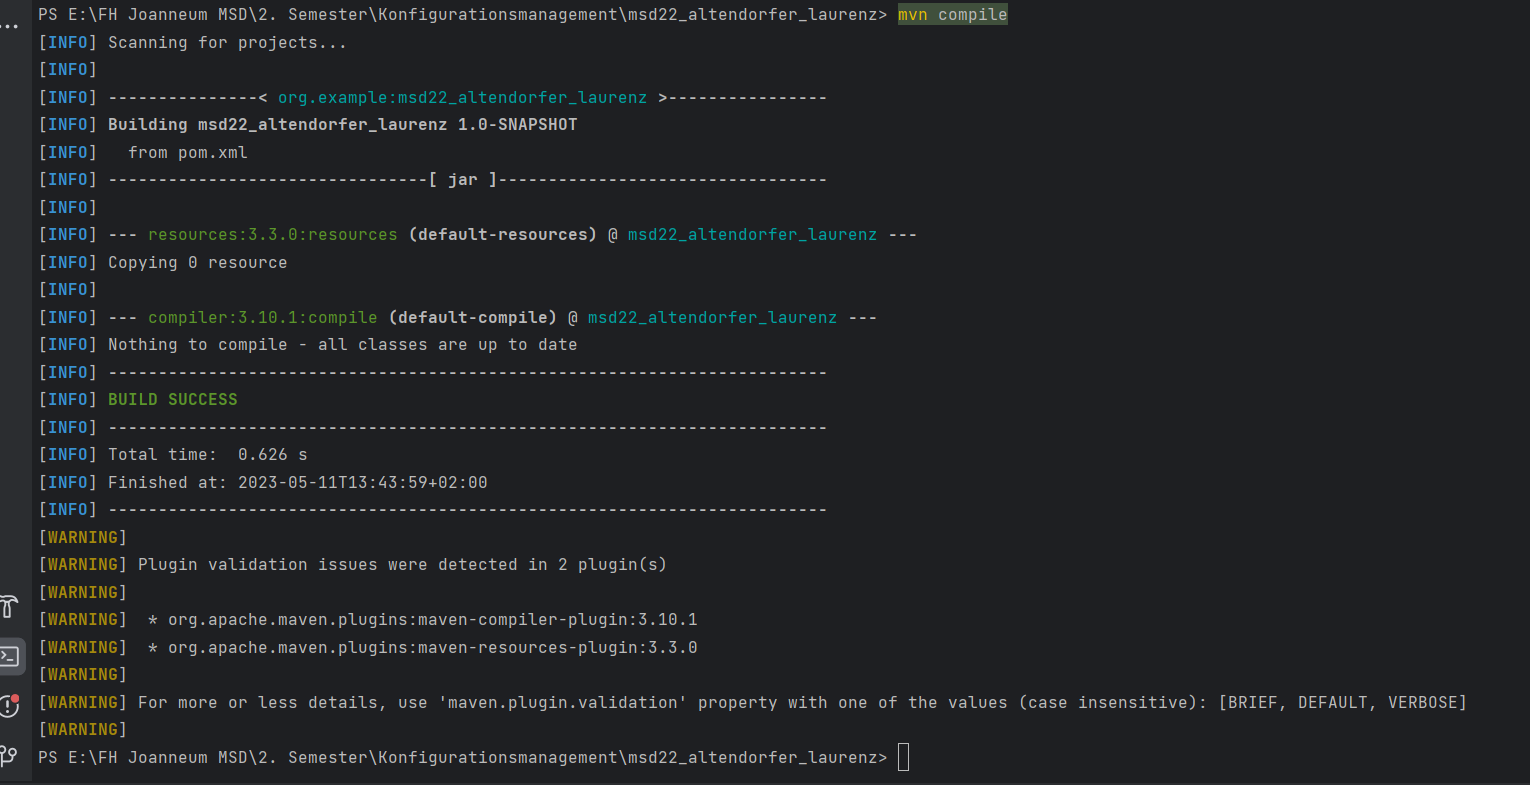 PS E:\FH Joanneum MSD\2. Semester\Konfigurationsmanagement\msd22_altendorfer_laurenz> mvn compile
[INFO] Scanning for projects...
[INFO]
[INFO] ---------------< org.example:msd22_altendorfer_laurenz >----------------
[INFO] Building msd22_altendorfer_laurenz 1.0-SNAPSHOT
[INFO]   from pom.xml
[INFO] --------------------------------[ jar ]---------------------------------
[INFO]
[INFO] --- resources:3.3.0:resources (default-resources) @ msd22_altendorfer_laurenz ---
[INFO] Copying 0 resource
[INFO]
[INFO] --- compiler:3.10.1:compile (default-compile) @ msd22_altendorfer_laurenz ---
[INFO] Nothing to compile - all classes are up to date
[INFO] ------------------------------------------------------------------------
[INFO] BUILD SUCCESS
[INFO] ------------------------------------------------------------------------
[INFO] Total time:  0.626 s
[INFO] Finished at: 2023-05-11T13:43:59+02:00
[INFO] ------------------------------------------------------------------------
[WARNING]
[WARNING] Plugin validation issues were detected in 2 plugin(s)
[WARNING]
[WARNING]  * org.apache.maven.plugins:maven-compiler-plugin:3.10.1
[WARNING]  * org.apache.maven.plugins:maven-resources-plugin:3.3.0
[WARNING]
[WARNING] For more or less details, use 'maven.plugin.validation' property with one of the values (case insensitive): [BRIEF, DEFAULT, VERBOSE]
[WARNING]
PS E:\FH Joanneum MSD\2. Semester\Konfigurationsmanagement\msd22_altendorfer_laurenz>